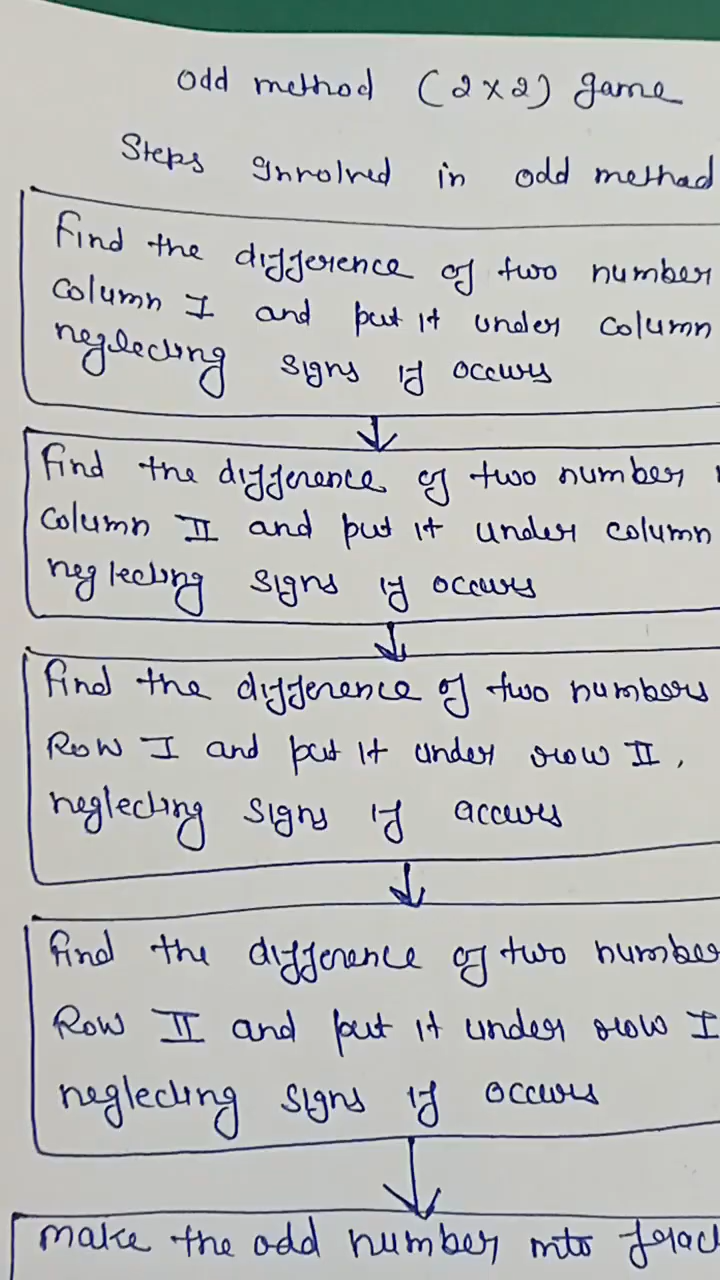 Odd method (2×2) game
Steps Involved in odd method
Find the difference of two number
column I and put it under column
neglecting signs if occurs
Find the difference of two number
column II and put it under column
neglecting signs if occurs
Find the difference of two numbers
Row I and put it under row II,
neglecting signs if accurs
Find the difference of two number
Row II and put it under row I
neglecting signs if occurs
make the odd number into